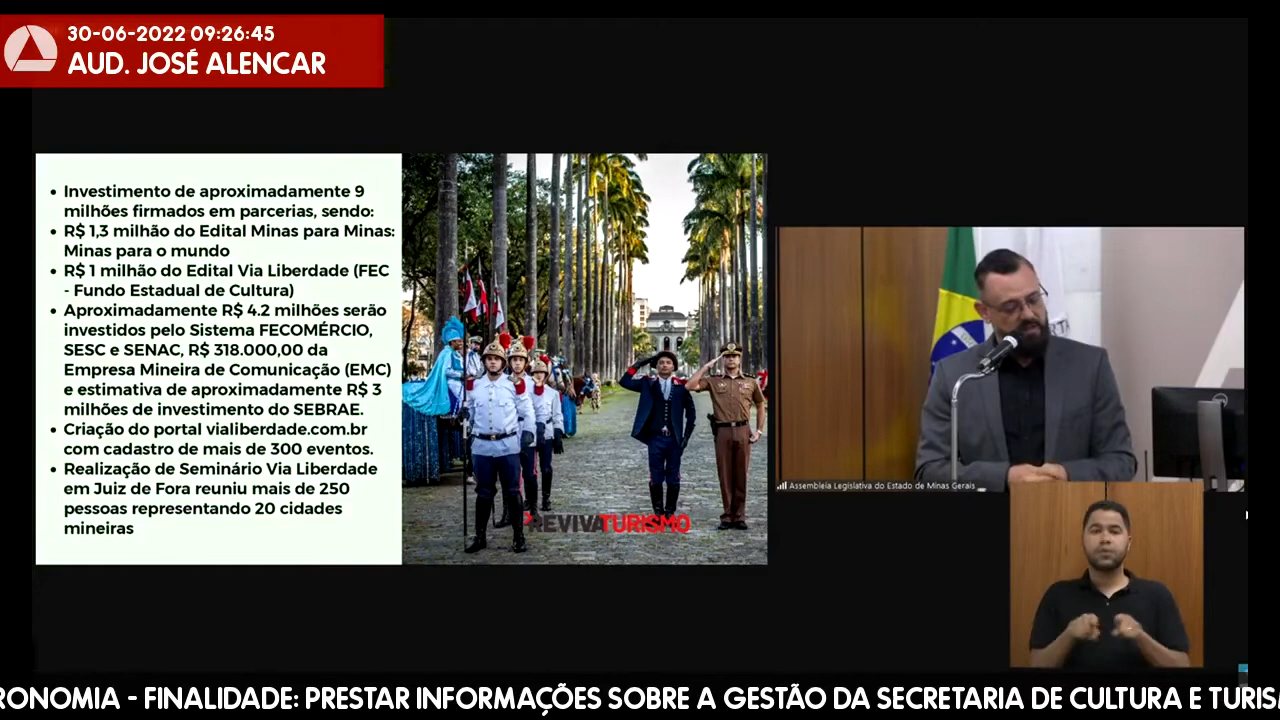 30-06-2022 09:26:45
AUD. JOSÉ ALENCAR
• Investimento de aproximadamente 9
milhões firmados em parcerias, sendo:
• R$ 1,3 milhão do Edital Minas para Minas:
Minas para o mundo
• R$ 1 milhão do Edital Via Liberdade (FEC
- Fundo Estadual de Cultura)
• Aproximadamente R$ 4.2 milhões serão
investidos pelo Sistema FECOMÉRCIO,
SESC e SENAC, R$ 318.000,00 da
Empresa Mineira de Comunicação (EMC)
e estimativa de aproximadamente R$ 3
milhões de investimento do SEBRAE.
• Criação do portal vialiberdade.com.br
com cadastro de mais de 300 eventos.
• Realização de Seminário Via Liberdade
em Juiz de Fora reuniu mais de 250
pessoas representando 20 cidades
mineiras
REVIVATURISMO
Assembleia Legislativa do Estado de Minas Gerais
RONOMIA - FINALIDADE: PRESTAR INFORMAÇÕES SOBRE A GESTÃO DA SECRETARIA DE CULTURA E TURIS